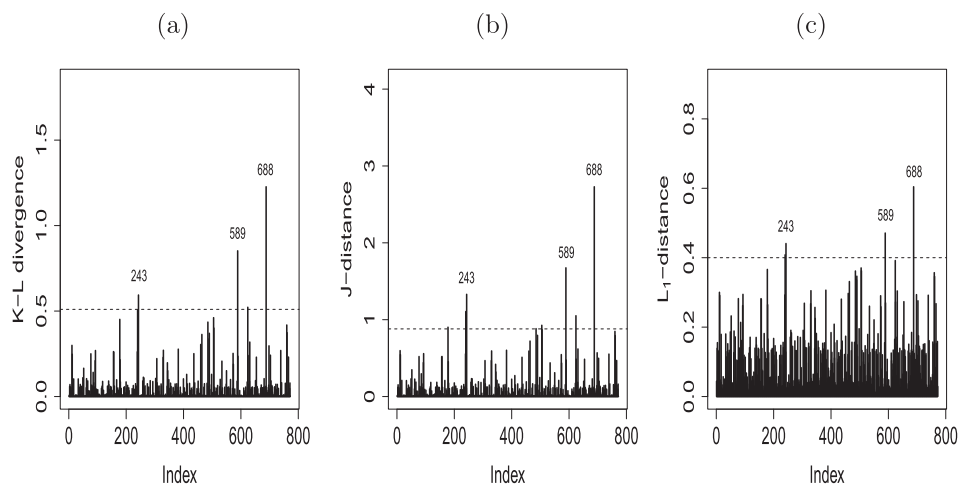 (a)
K−L divergence
0.0 0.5 1.0 1.5
243
589
688
0 200 400 600 800
Index
(b)
J−distance
0 1 2 3 4
243
589
688
0 200 400 600 800
Index
(c)
L₁−distance
0.0 0.2 0.4 0.6 0.8
243
589
688
0 200 400 600 800
Index